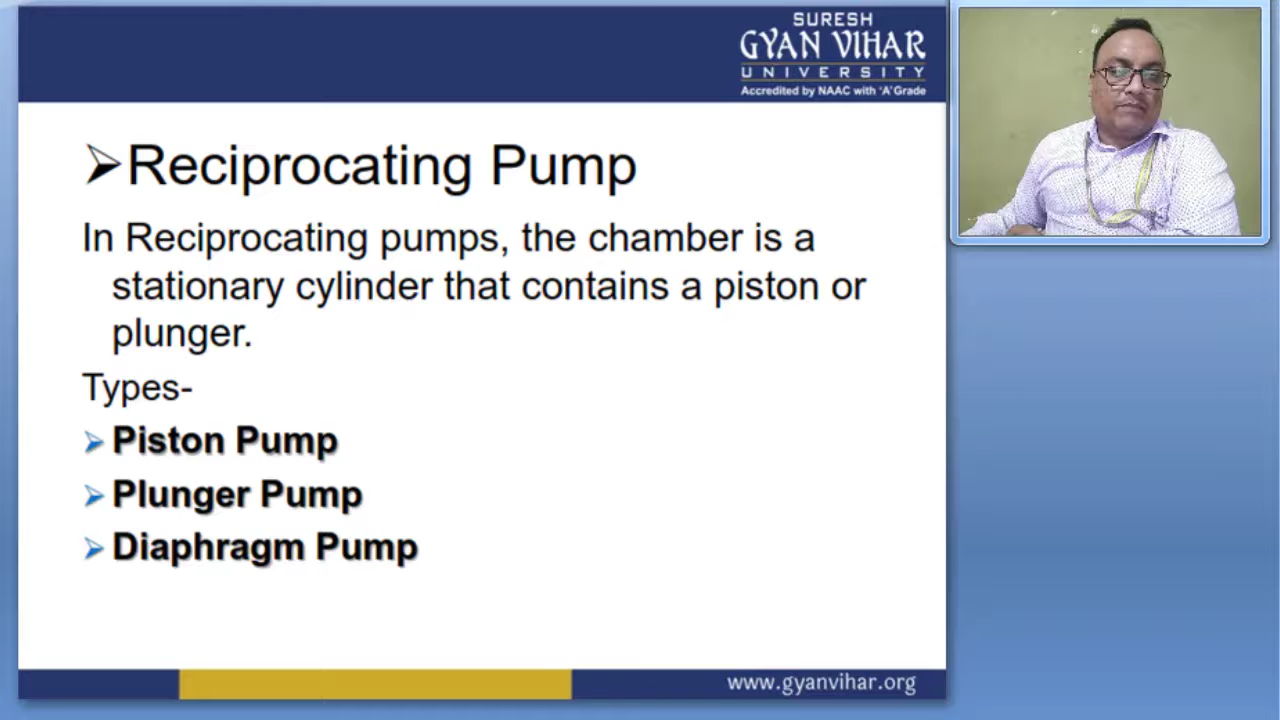 SURESH
GYAN VIHAR
UNIVERSITY
Accredited by NAAC with 'A' Grade
➢Reciprocating Pump
In Reciprocating pumps, the chamber is a
stationary cylinder that contains a piston or
plunger.
Types-
➢ Piston Pump
➢ Plunger Pump
➢ Diaphragm Pump
www.gyanvihar.org